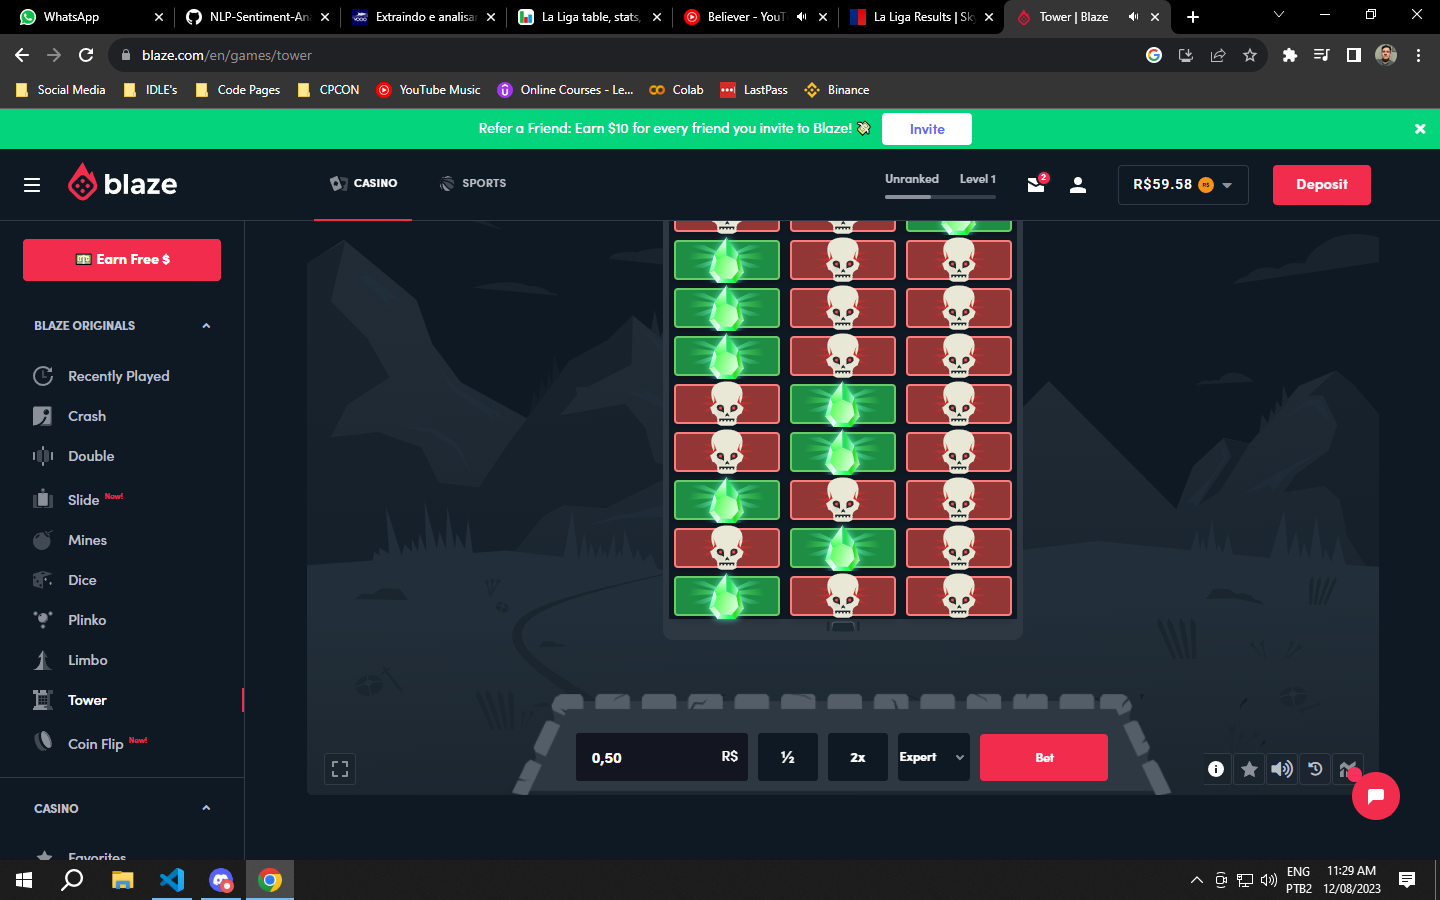 WhatsApp
NLP-Sentiment-Ana
Extraindo e analisar
La Liga table, stats,
Believer - YouT
La Liga Results | Sky
Tower | Blaze
blaze.com/en/games/tower
Social Media
IDLE's
Code Pages
CPCON
YouTube Music
Online Courses - Le...
Colab
LastPass
Binance
Refer a Friend: Earn $10 for every friend you invite to Blaze!
Invite
blaze
CASINO
SPORTS
Unranked
Level 1
2
R$59.58
R$
Deposit
Earn Free $
BLAZE ORIGINALS
Recently Played
Crash
Double
Slide New!
Mines
Dice
Plinko
Limbo
Tower
Coin Flip New!
CASINO
Favorites
0,50
R$
½
2x
Expert
Bet
ENG
PTB2
11:29 AM
12/08/2023